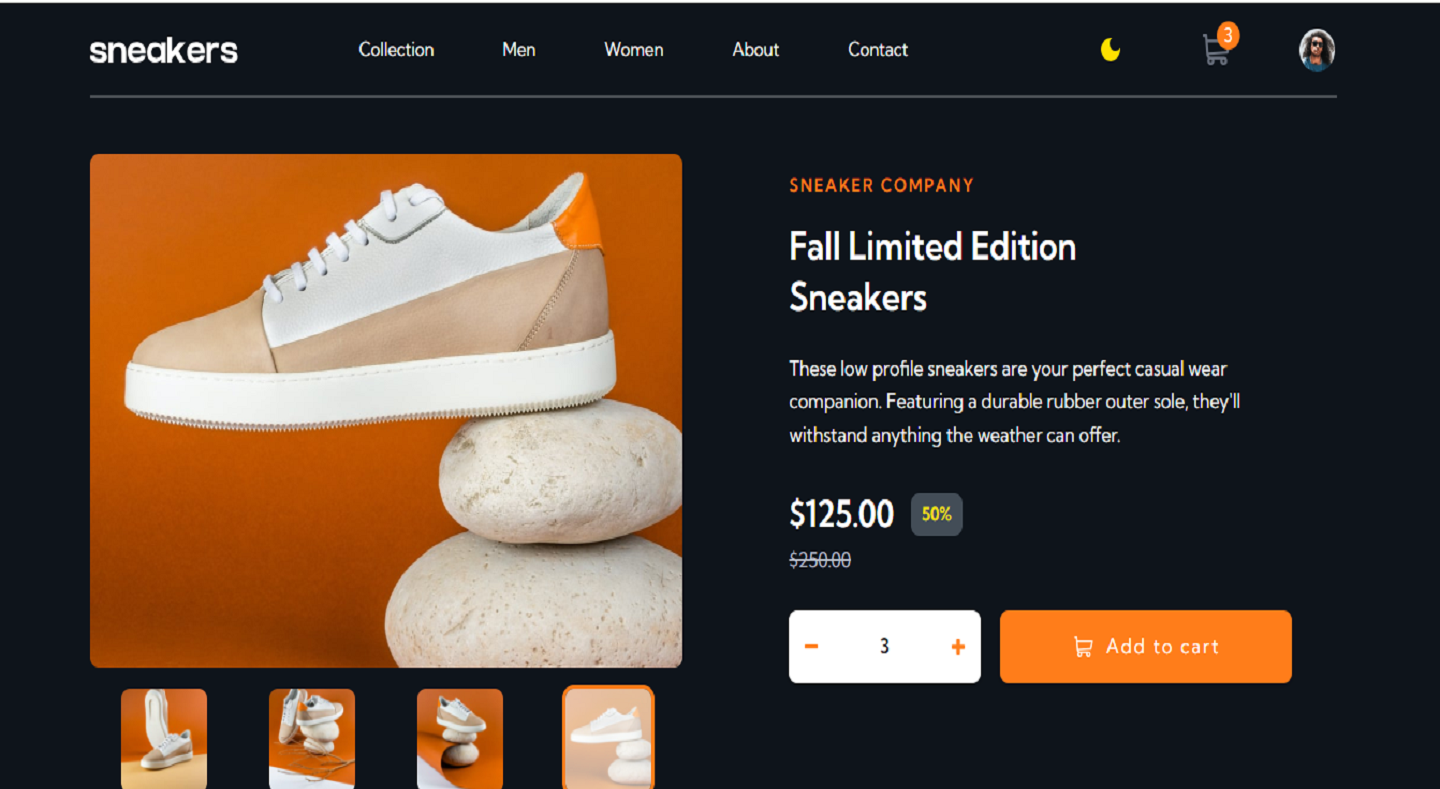 sneakers
Collection
Men
Women
About
Contact
3
SNEAKER COMPANY
Fall Limited Edition
Sneakers
These low profile sneakers are your perfect casual wear
companion. Featuring a durable rubber outer sole, they'll
withstand anything the weather can offer.
$125.00 50%
$250.00
− 3 +
Add to cart